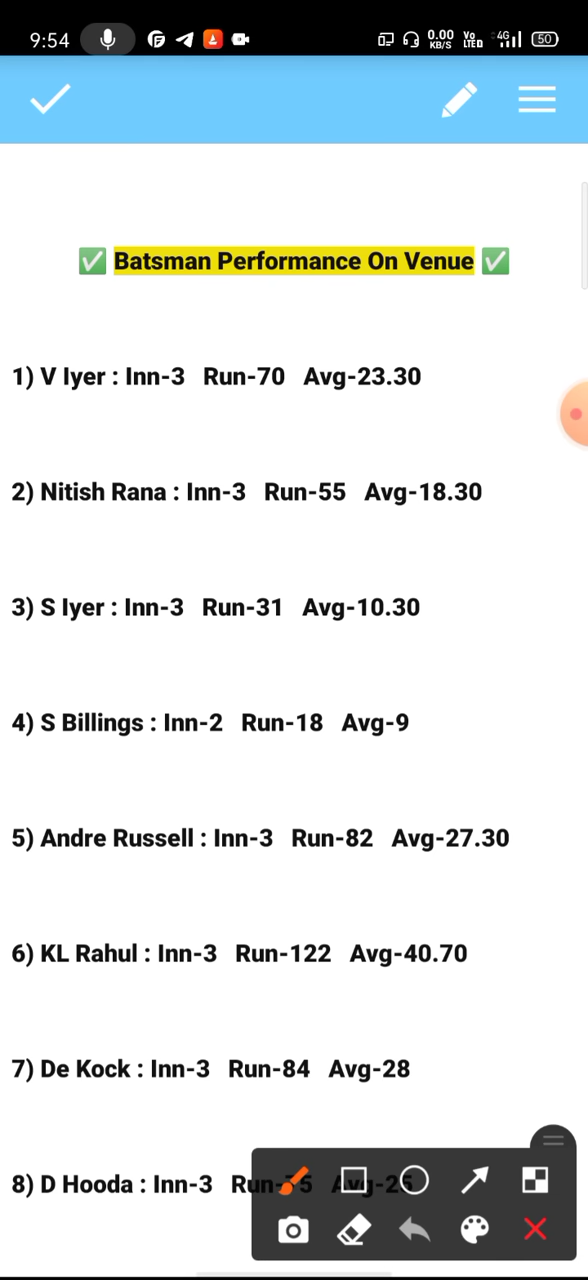 9:54
0.00 KB/S
Vo LTE D
4G
50
✅ Batsman Performance On Venue ✅
1) V Iyer : Inn-3 Run-70 Avg-23.30
2) Nitish Rana : Inn-3 Run-55 Avg-18.30
3) S Iyer : Inn-3 Run-31 Avg-10.30
4) S Billings : Inn-2 Run-18 Avg-9
5) Andre Russell : Inn-3 Run-82 Avg-27.30
6) KL Rahul : Inn-3 Run-122 Avg-40.70
7) De Kock : Inn-3 Run-84 Avg-28
8) D Hooda : Inn-3